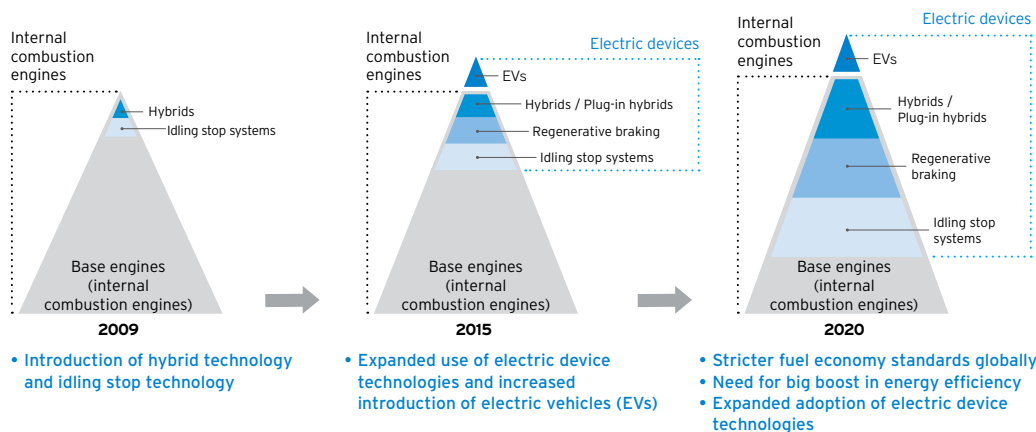 Internal
combustion
engines
Hybrids
Idling stop systems
Base engines
(internal
combustion engines)
2009
• Introduction of hybrid technology
and idling stop technology
Internal
combustion
engines
Electric devices
EVs
Hybrids / Plug-in hybrids
Regenerative braking
Idling stop systems
Base engines
(internal
combustion engines)
2015
• Expanded use of electric device
technologies and increased
introduction of electric vehicles (EVs)
Electric devices
Internal
combustion
engines
EVs
Hybrids /
Plug-in hybrids
Regenerative
braking
Idling stop
systems
Base engines
(internal
combustion engines)
2020
• Stricter fuel economy standards globally
• Need for big boost in energy efficiency
• Expanded adoption of electric device
technologies